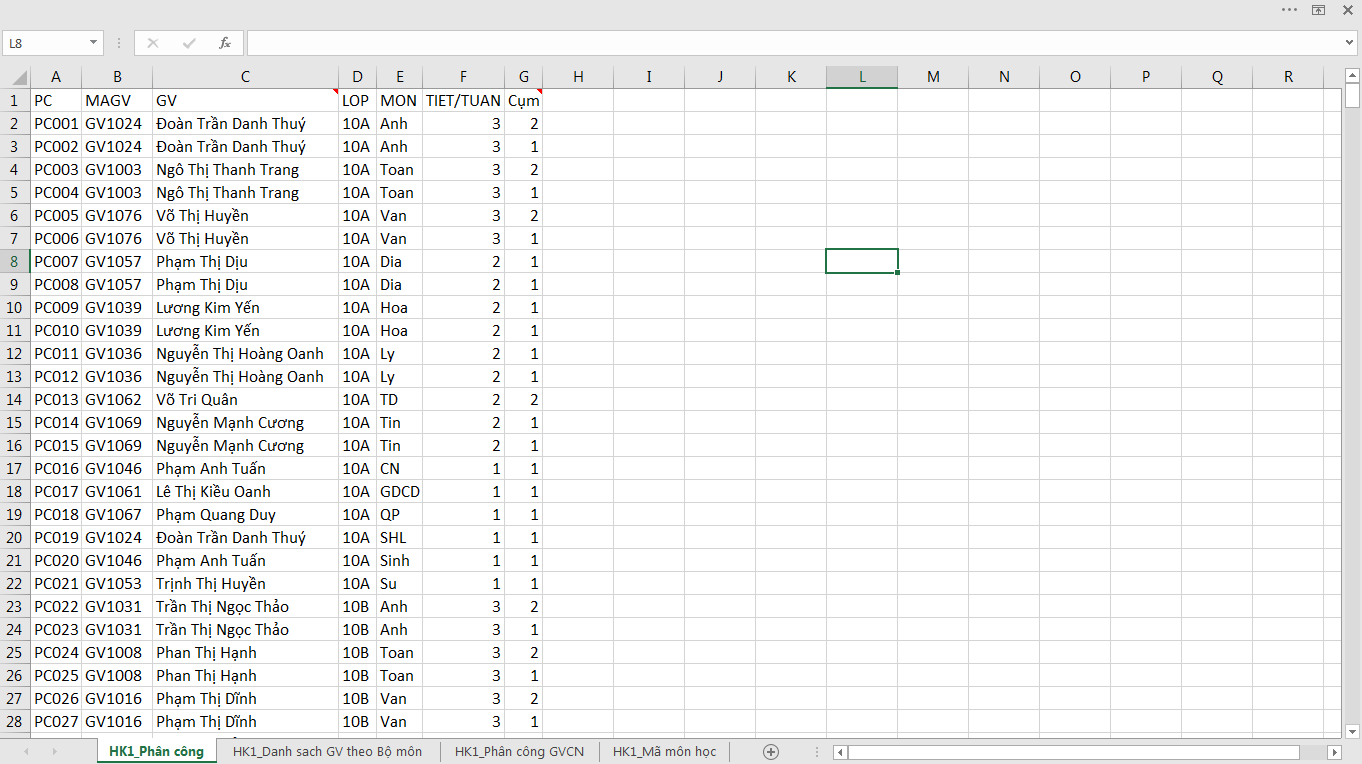 L8
fx
A B C D E F G H I J K L M N O P Q R
1 PC MAGV GV LOP MON TIET/TUAN Cụm
2 PC001 GV1024 Đoàn Trần Danh Thuý 10A Anh 3 2
3 PC002 GV1024 Đoàn Trần Danh Thuý 10A Anh 3 1
4 PC003 GV1003 Ngô Thị Thanh Trang 10A Toan 3 2
5 PC004 GV1003 Ngô Thị Thanh Trang 10A Toan 3 1
6 PC005 GV1076 Võ Thị Huyền 10A Van 3 2
7 PC006 GV1076 Võ Thị Huyền 10A Van 3 1
8 PC007 GV1057 Phạm Thị Dịu 10A Dia 2 1
9 PC008 GV1057 Phạm Thị Dịu 10A Dia 2 1
10 PC009 GV1039 Lương Kim Yến 10A Hoa 2 1
11 PC010 GV1039 Lương Kim Yến 10A Hoa 2 1
12 PC011 GV1036 Nguyễn Thị Hoàng Oanh 10A Ly 2 1
13 PC012 GV1036 Nguyễn Thị Hoàng Oanh 10A Ly 2 1
14 PC013 GV1062 Võ Tri Quân 10A TD 2 2
15 PC014 GV1069 Nguyễn Mạnh Cương 10A Tin 2 1
16 PC015 GV1069 Nguyễn Mạnh Cương 10A Tin 2 1
17 PC016 GV1046 Phạm Anh Tuấn 10A CN 1 1
18 PC017 GV1061 Lê Thị Kiều Oanh 10A GDCD 1 1
19 PC018 GV1067 Phạm Quang Duy 10A QP 1 1
20 PC019 GV1024 Đoàn Trần Danh Thuý 10A SHL 1 1
21 PC020 GV1046 Phạm Anh Tuấn 10A Sinh 1 1
22 PC021 GV1053 Trịnh Thị Huyền 10A Su 1 1
23 PC022 GV1031 Trần Thị Ngọc Thảo 10B Anh 3 2
24 PC023 GV1031 Trần Thị Ngọc Thảo 10B Anh 3 1
25 PC024 GV1008 Phan Thị Hạnh 10B Toan 3 2
26 PC025 GV1008 Phan Thị Hạnh 10B Toan 3 1
27 PC026 GV1016 Phạm Thị Dĩnh 10B Van 3 2
28 PC027 GV1016 Phạm Thị Dĩnh 10B Van 3 1
HK1_Phân công HK1_Danh sach GV theo Bộ môn HK1_Phân công GVCN HK1_Mã môn học